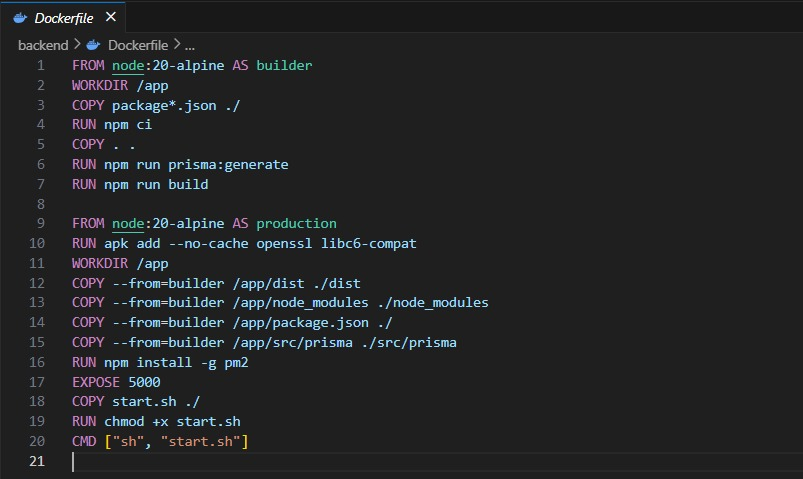 Dockerfile ×
backend > Dockerfile > ...
1 FROM node:20-alpine AS builder
2 WORKDIR /app
3 COPY package*.json ./
4 RUN npm ci
5 COPY . .
6 RUN npm run prisma:generate
7 RUN npm run build
8
9 FROM node:20-alpine AS production
10 RUN apk add --no-cache openssl libc6-compat
11 WORKDIR /app
12 COPY --from=builder /app/dist ./dist
13 COPY --from=builder /app/node_modules ./node_modules
14 COPY --from=builder /app/package.json ./
15 COPY --from=builder /app/src/prisma ./src/prisma
16 RUN npm install -g pm2
17 EXPOSE 5000
18 COPY start.sh ./
19 RUN chmod +x start.sh
20 CMD ["sh", "start.sh"]
21